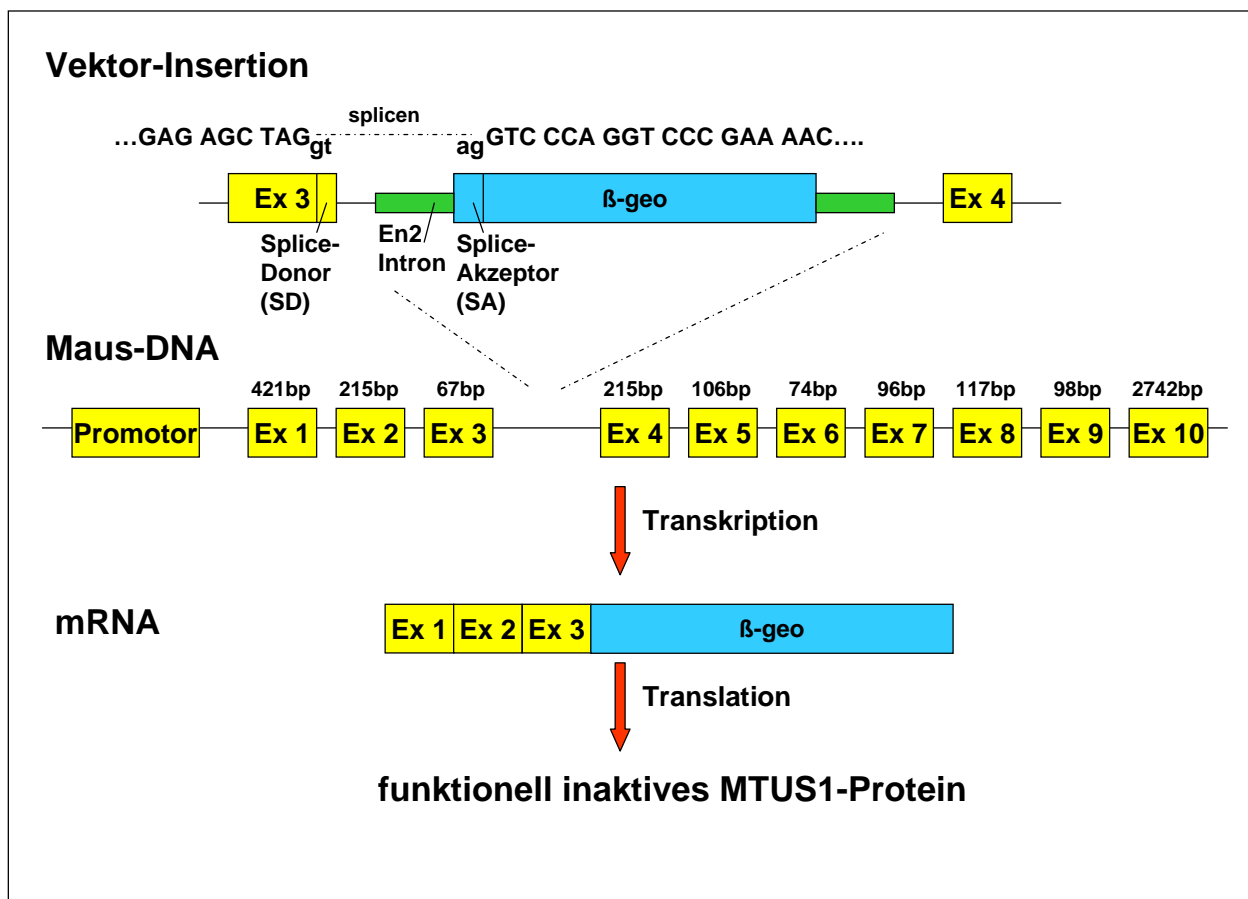 Vektor-Insertion
splicen
…GAG AGC TAG gt ag GTC CCA GGT CCC GAA AAC….
Ex 3 ß-geo Ex 4
Splice-Donor (SD)
En2 Intron
Splice-Akzeptor (SA)
Maus-DNA
421bp 215bp 67bp 215bp 106bp 74bp 96bp 117bp 98bp 2742bp
Promotor Ex 1 Ex 2 Ex 3 Ex 4 Ex 5 Ex 6 Ex 7 Ex 8 Ex 9 Ex 10
Transkription
mRNA
Ex 1 Ex 2 Ex 3 ß-geo
Translation
funktionell inaktives MTUS1-Protein